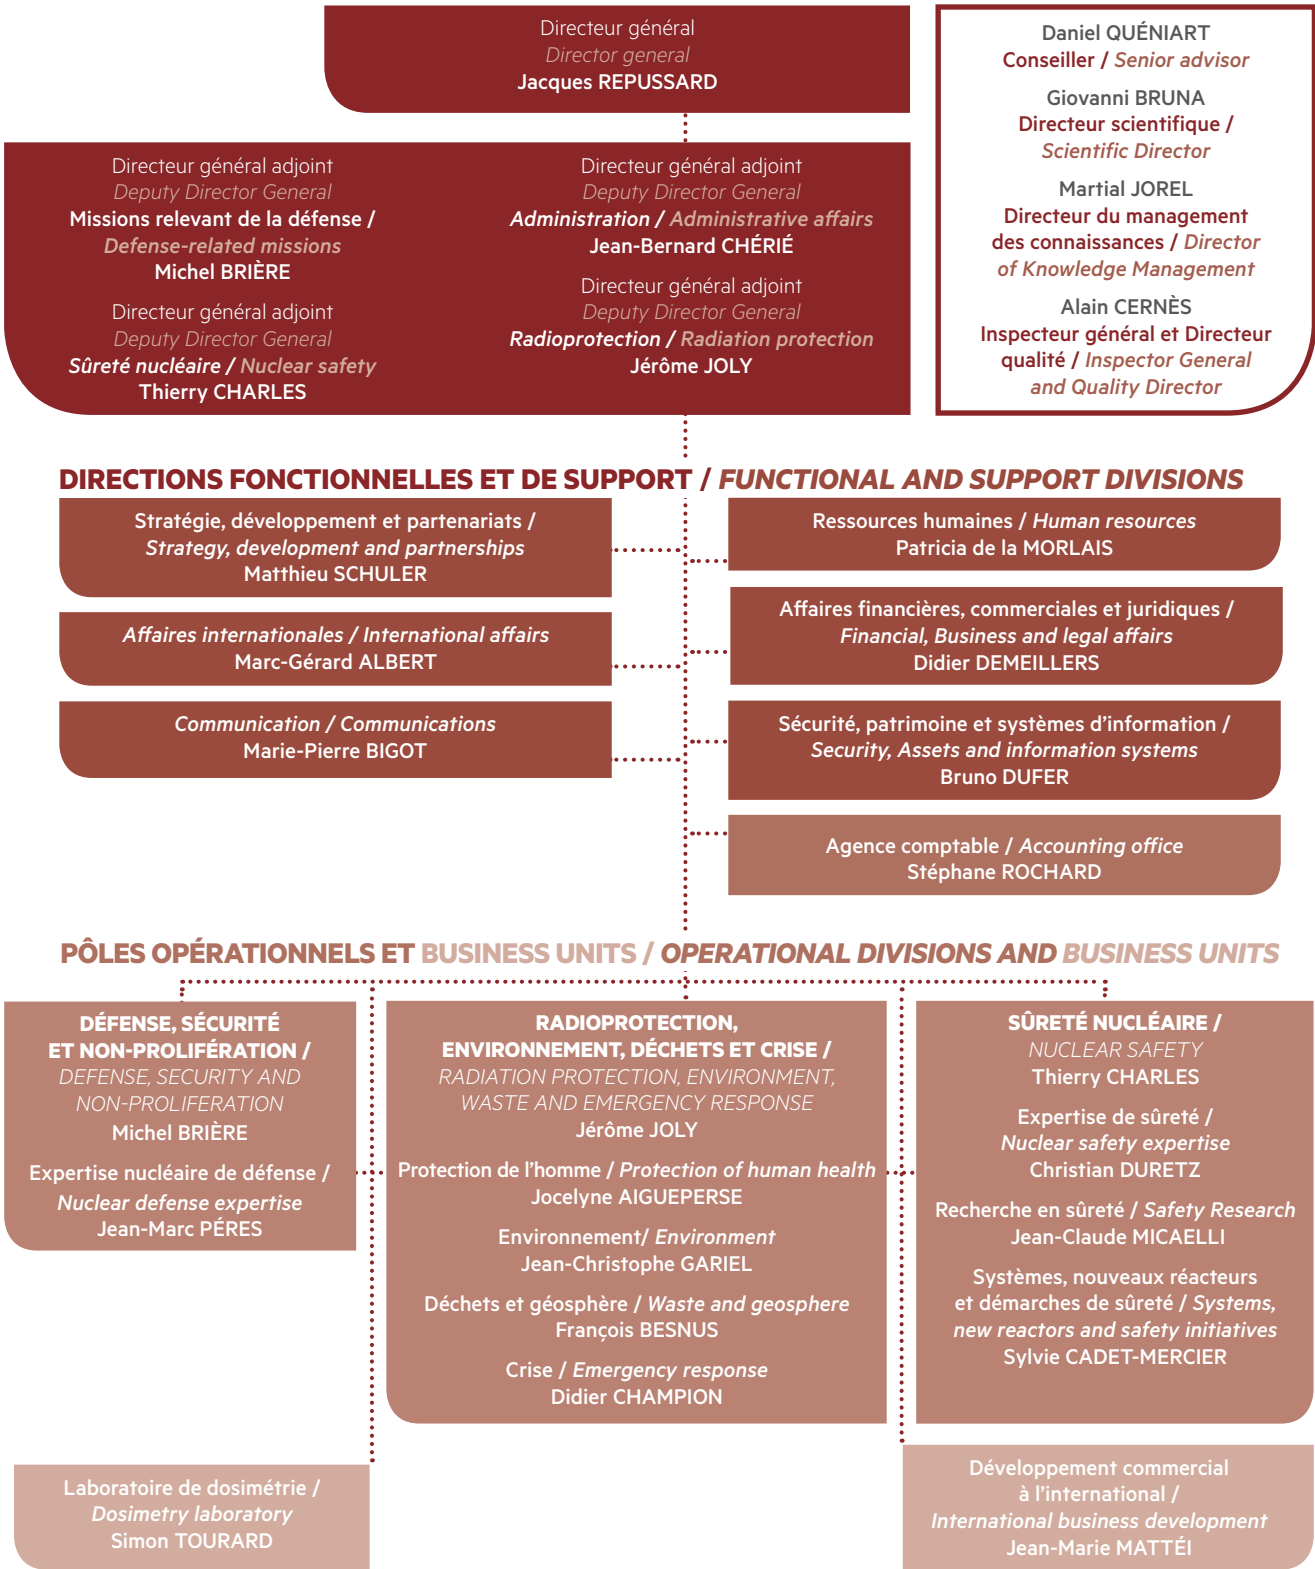 Directeur général
Director general
Jacques REPUSSARD
Daniel QUÉNIART
Conseiller / Senior advisor
Giovanni BRUNA
Directeur scientifique /
Scientific Director
Martial JOREL
Directeur du management
des connaissances / Director
of Knowledge Management
Alain CERNÈS
Inspecteur général et Directeur
qualité / Inspector General
and Quality Director
Directeur général adjoint
Deputy Director General
Missions relevant de la défense /
Defense-related missions
Michel BRIÈRE
Directeur général adjoint
Deputy Director General
Sûreté nucléaire / Nuclear safety
Thierry CHARLES
Directeur général adjoint
Deputy Director General
Administration / Administrative affairs
Jean-Bernard CHÉRIÉ
Directeur général adjoint
Deputy Director General
Radioprotection / Radiation protection
Jérôme JOLY
DIRECTIONS FONCTIONNELLES ET DE SUPPORT / FUNCTIONAL AND SUPPORT DIVISIONS
Stratégie, développement et partenariats /
Strategy, development and partnerships
Matthieu SCHULER
Affaires internationales / International affairs
Marc-Gérard ALBERT
Communication / Communications
Marie-Pierre BIGOT
Ressources humaines / Human resources
Patricia de la MORLAIS
Affaires financières, commerciales et juridiques /
Financial, Business and legal affairs
Didier DEMEILLERS
Sécurité, patrimoine et systèmes d'information /
Security, Assets and information systems
Bruno DUFER
Agence comptable / Accounting office
Stéphane ROCHARD
PÔLES OPÉRATIONNELS ET BUSINESS UNITS / OPERATIONAL DIVISIONS AND BUSINESS UNITS
DÉFENSE, SÉCURITÉ
ET NON-PROLIFÉRATION /
DEFENSE, SECURITY AND
NON-PROLIFERATION
Michel BRIÈRE
Expertise nucléaire de défense /
Nuclear defense expertise
Jean-Marc PÉRES
RADIOPROTECTION,
ENVIRONNEMENT, DÉCHETS ET CRISE /
RADIATION PROTECTION, ENVIRONMENT,
WASTE AND EMERGENCY RESPONSE
Jérôme JOLY
Protection de l'homme / Protection of human health
Jocelyne AIGUEPERSE
Environnement/ Environment
Jean-Christophe GARIEL
Déchets et géosphère / Waste and geosphere
François BESNUS
Crise / Emergency response
Didier CHAMPION
SÛRETÉ NUCLÉAIRE /
NUCLEAR SAFETY
Thierry CHARLES
Expertise de sûreté /
Nuclear safety expertise
Christian DURETZ
Recherche en sûreté / Safety Research
Jean-Claude MICAELLI
Systèmes, nouveaux réacteurs
et démarches de sûreté / Systems,
new reactors and safety initiatives
Sylvie CADET-MERCIER
Laboratoire de dosimétrie /
Dosimetry laboratory
Simon TOURARD
Développement commercial
à l'international /
International business development
Jean-Marie MATTÉI